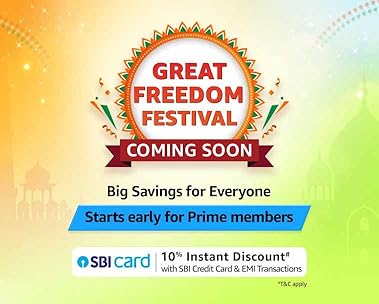 GREAT
FREEDOM
FESTIVAL
COMING SOON
Big Savings for Everyone
Starts early for Prime members
SBI card
10% Instant Discount#
with SBI Credit Card & EMI Transactions
#T&C apply